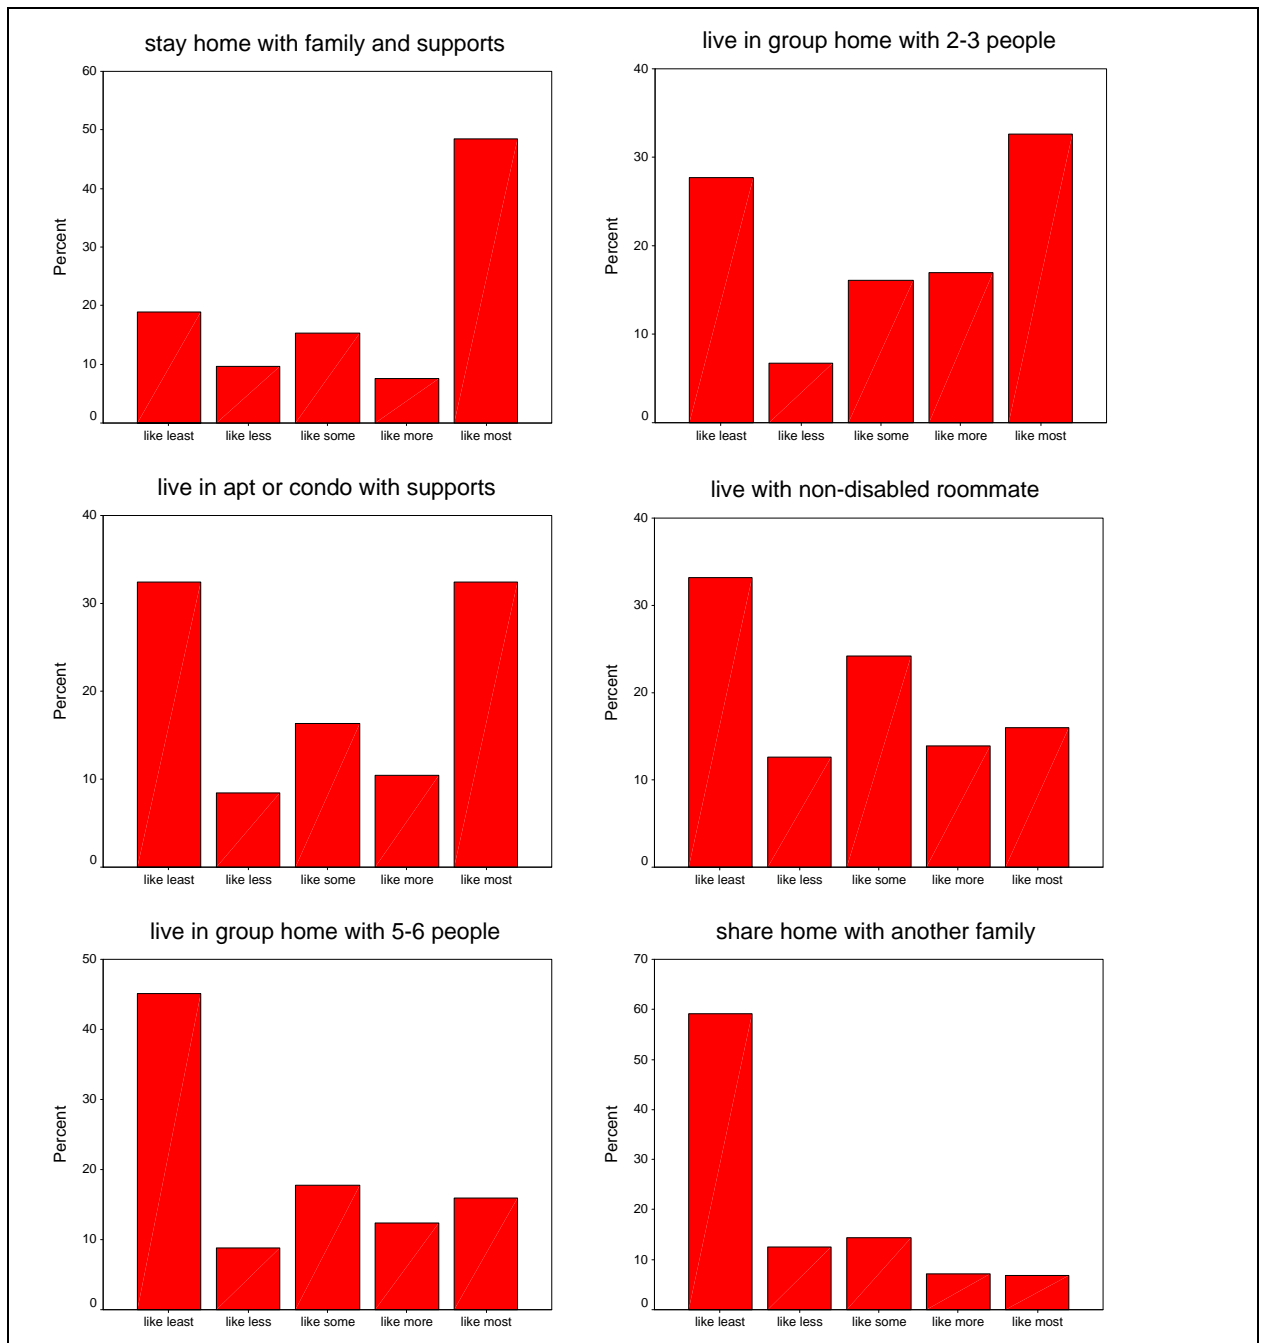 stay home with family and supports
60
50
40
30
20
10
0
Percent
like least like less like some like more like most
live in group home with 2-3 people
40
30
20
10
0
Percent
like least like less like some like more like most
live in apt or condo with supports
40
30
20
10
0
Percent
like least like less like some like more like most
live with non-disabled roommate
40
30
20
10
0
Percent
like least like less like some like more like most
live in group home with 5-6 people
50
40
30
20
10
0
Percent
like least like less like some like more like most
share home with another family
70
60
50
40
30
20
10
0
Percent
like least like less like some like more like most